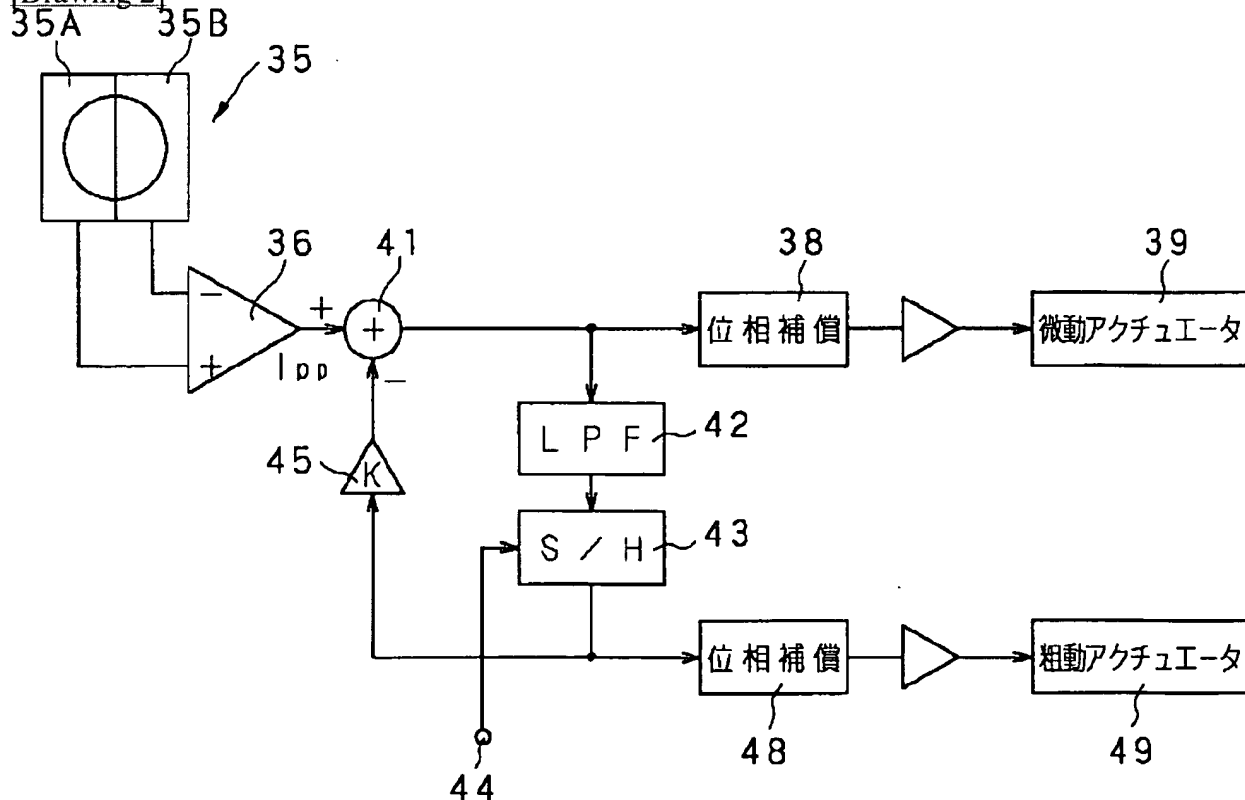 [Drawing 2]
35A 35B
35
36
41
38
39
−
+
+
Ipp
+
−
位相補償
微動アクチュエータ
LPF
42
45
K
S/H
43
位相補償
粗動アクチュエータ
44
48
49